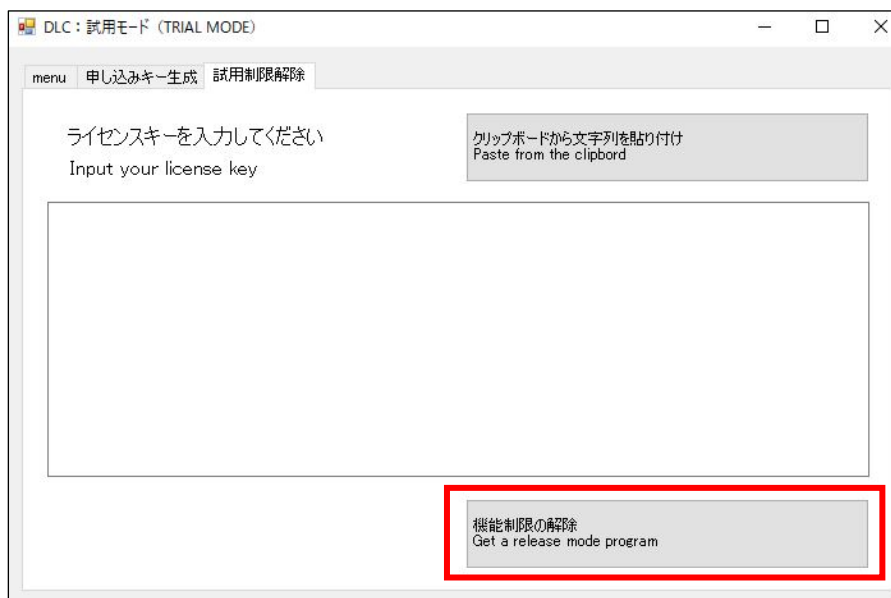 DLC：試用モード（TRIAL MODE）
menu 申し込みキー生成 試用制限解除
ライセンスキーを入力してください
Input your license key
クリップボードから文字列を貼り付け
Paste from the clipbord
機能制限の解除
Get a release mode program